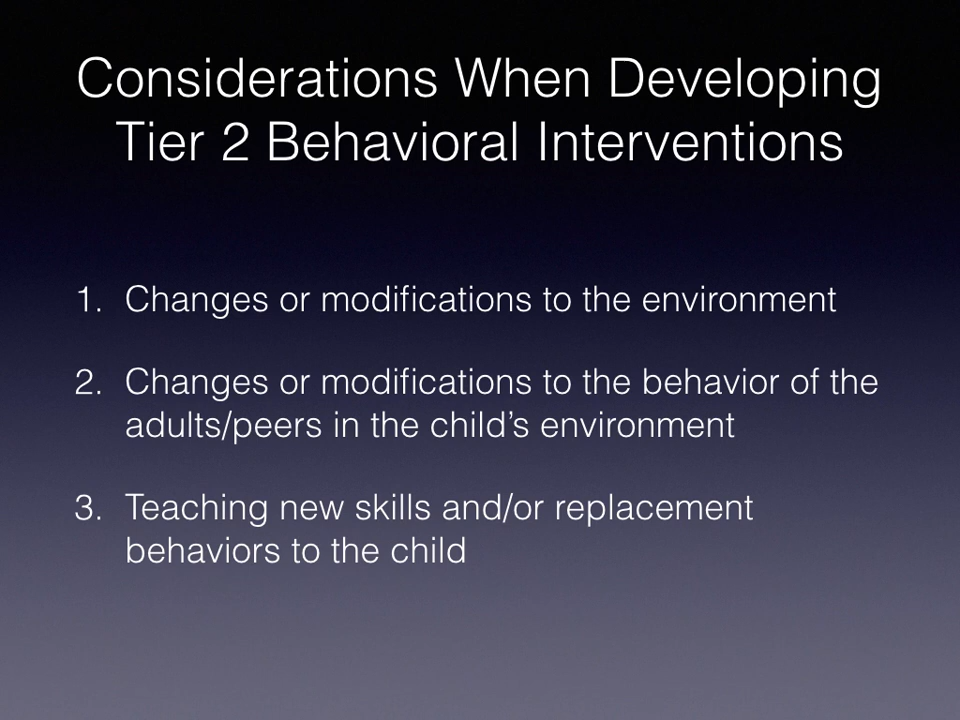 Considerations When Developing
Tier 2 Behavioral Interventions
1. Changes or modifications to the environment
2. Changes or modifications to the behavior of the
adults/peers in the child’s environment
3. Teaching new skills and/or replacement
behaviors to the child